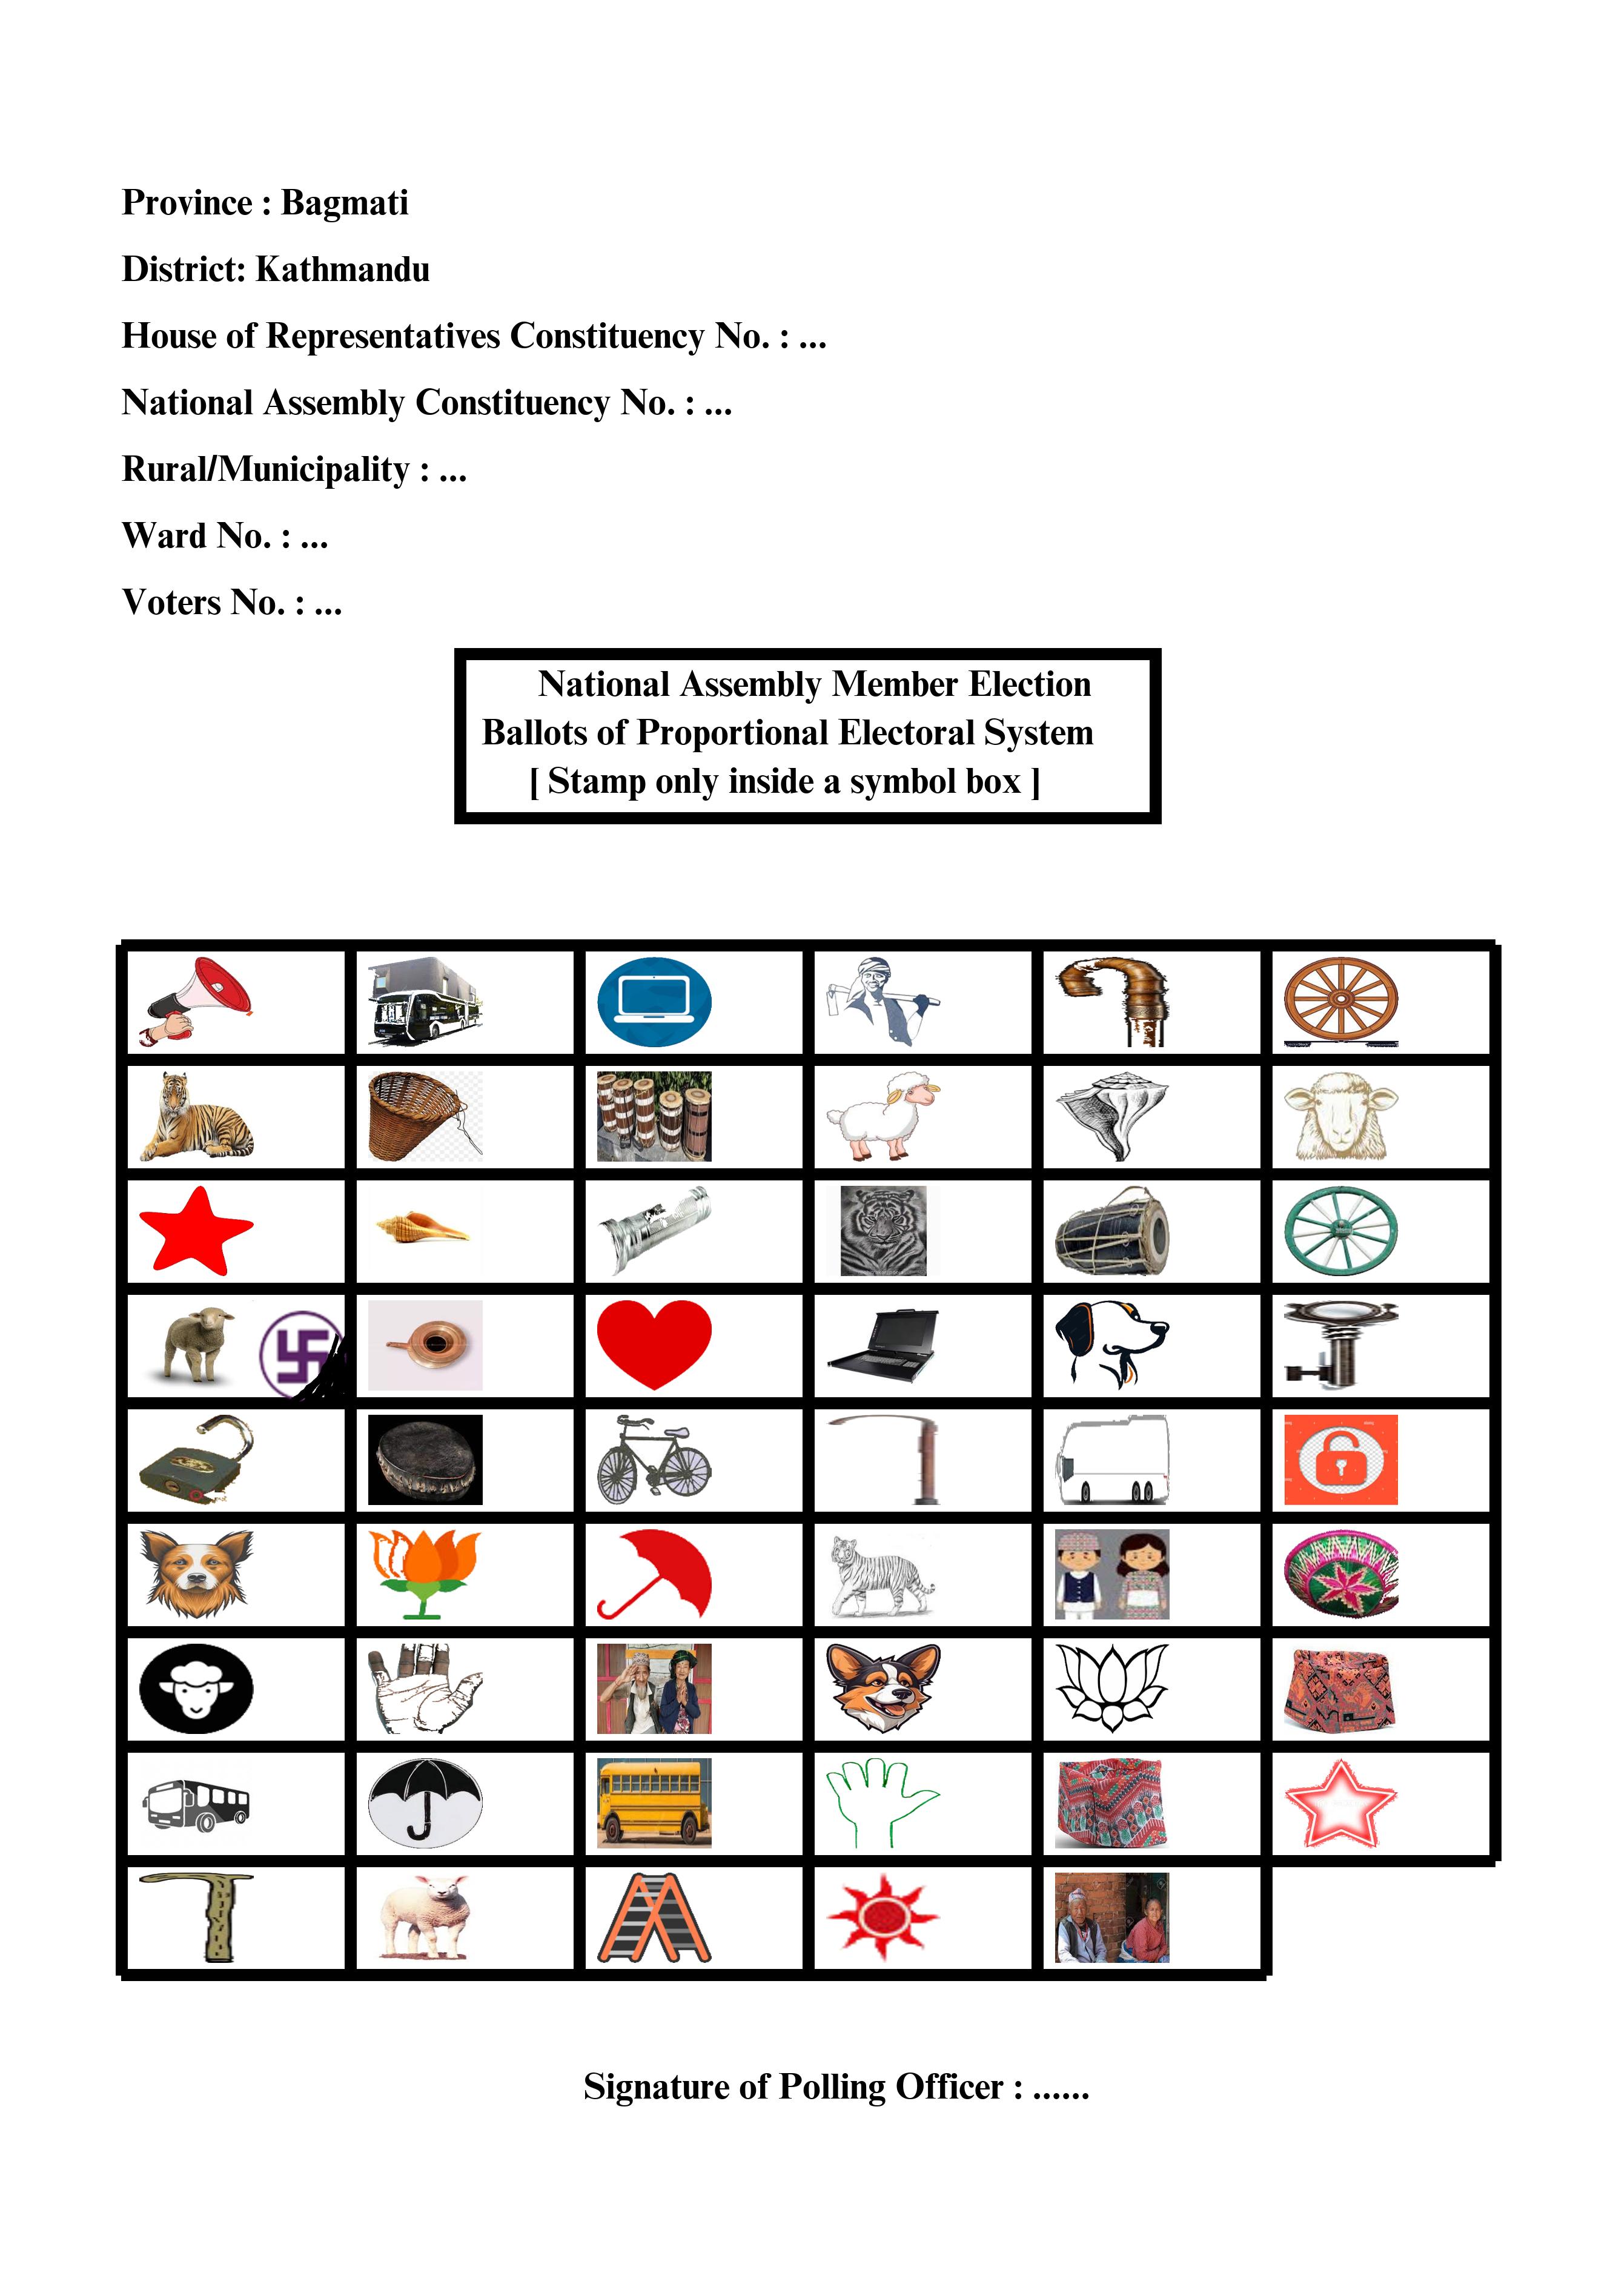 Province : Bagmati
District: Kathmandu
House of Representatives Constituency No. : ...
National Assembly Constituency No. : ...
Rural/Municipality : ...
Ward No. : ...
Voters No. : ...
National Assembly Member Election
Ballots of Proportional Electoral System
[ Stamp only inside a symbol box ]
Signature of Polling Officer : ......